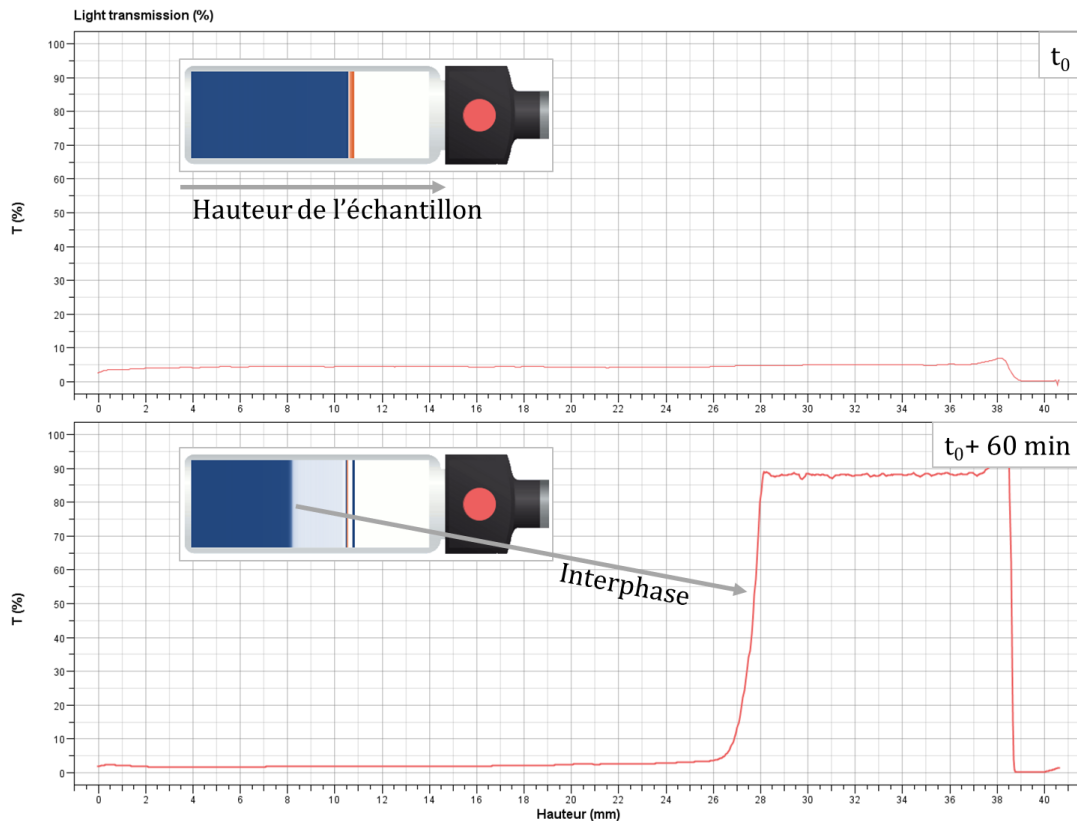 Light transmission (%)
t0
100
90
80
70
60
50
40
30
20
10
0
T (%)
Hauteur de l’échantillon
0 2 4 6 8 10 12 14 16 18 20 22 24 26 28 30 32 34 36 38 40
t0+ 60 min
100
90
80
70
60
50
40
30
20
10
0
T (%)
Interphase
0 2 4 6 8 10 12 14 16 18 20 22 24 26 28 30 32 34 36 38 40
Hauteur (mm)